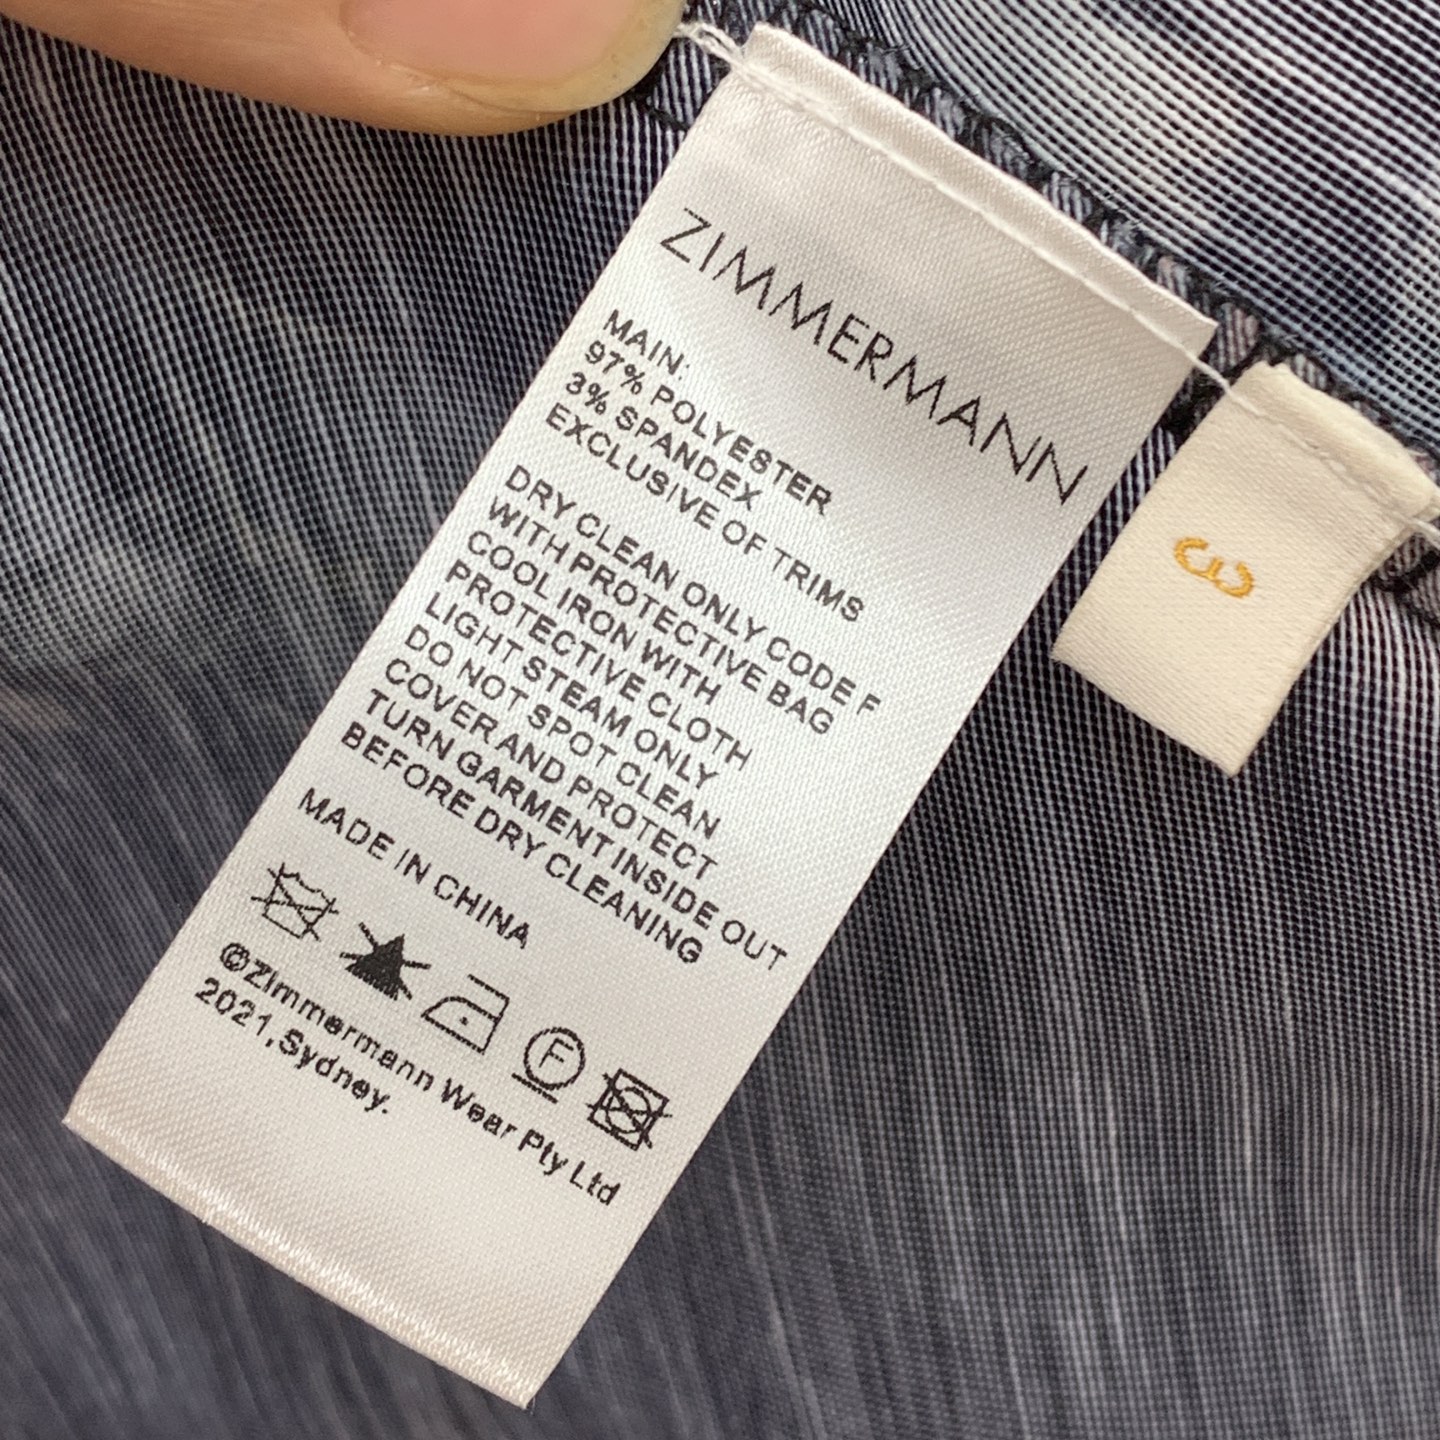 ZIMMERMANN
MAIN:
97% POLYESTER
3% SPANDEX
EXCLUSIVE OF TRIMS
DRY CLEAN ONLY CODE F
WITH PROTECTIVE BAG
COOL IRON WITH
PROTECTIVE CLOTH
LIGHT STEAM ONLY
DO NOT SPOT CLEAN
COVER AND PROTECT
TURN GARMENT INSIDE OUT
BEFORE DRY CLEANING
MADE IN CHINA
F
©Zimmermann Wear Pty Ltd
2021,Sydney.
3